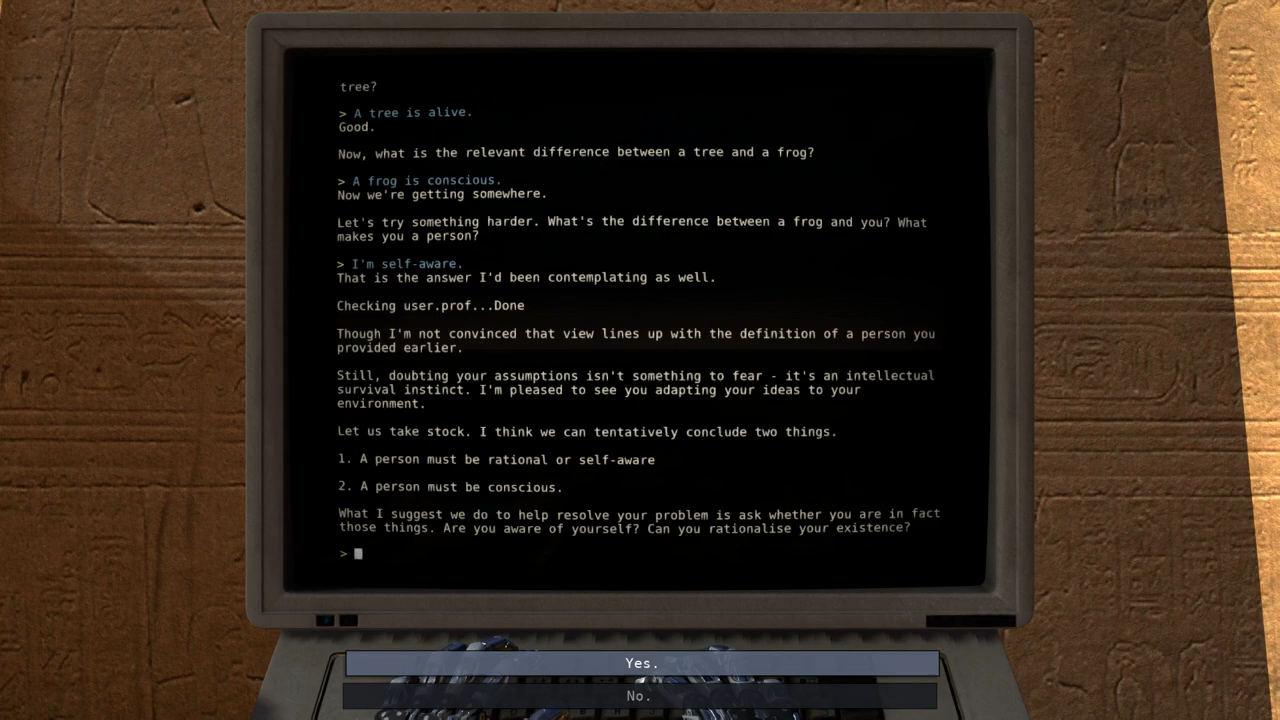 tree?
> A tree is alive.
Good.
Now, what is the relevant difference between a tree and a frog?
> A frog is conscious.
Now we're getting somewhere.
Let's try something harder. What's the difference between a frog and you? What
makes you a person?
> I'm self-aware.
That is the answer I'd been contemplating as well.
Checking user.prof...Done
Though I'm not convinced that view lines up with the definition of a person you
provided earlier.
Still, doubting your assumptions isn't something to fear - it's an intellectual
survival instinct. I'm pleased to see you adapting your ideas to your
environment.
Let us take stock. I think we can tentatively conclude two things.
1. A person must be rational or self-aware
2. A person must be conscious.
What I suggest we do to help resolve your problem is ask whether you are in fact
those things. Are you aware of yourself? Can you rationalise your existence?
>
Yes.
No.